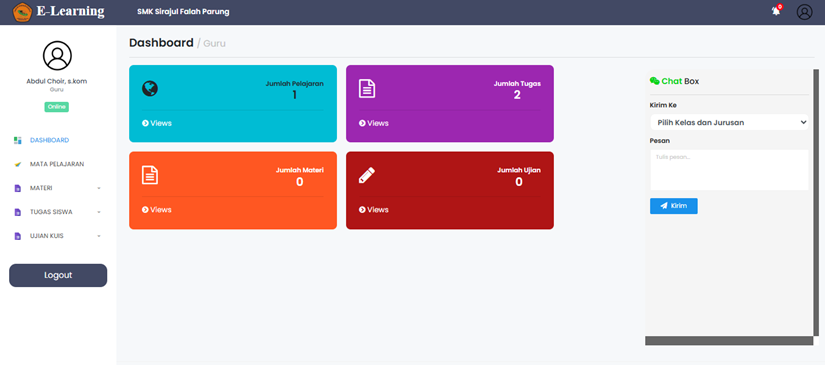 E-Learning
SMK Sirajul Falah Parung
0
Abdul Choir, s.kom
Guru
Online
DASHBOARD
MATA PELAJARAN
MATERI
TUGAS SISWA
UJIAN KUIS
Logout
Dashboard / Guru
Jumlah Pelajaran
1
Views
Jumlah Tugas
2
Views
Jumlah Materi
0
Views
Jumlah Ujian
0
Views
Chat Box
Kirim Ke
Pilih Kelas dan Jurusan
Pesan
Tulis pesan...
Kirim